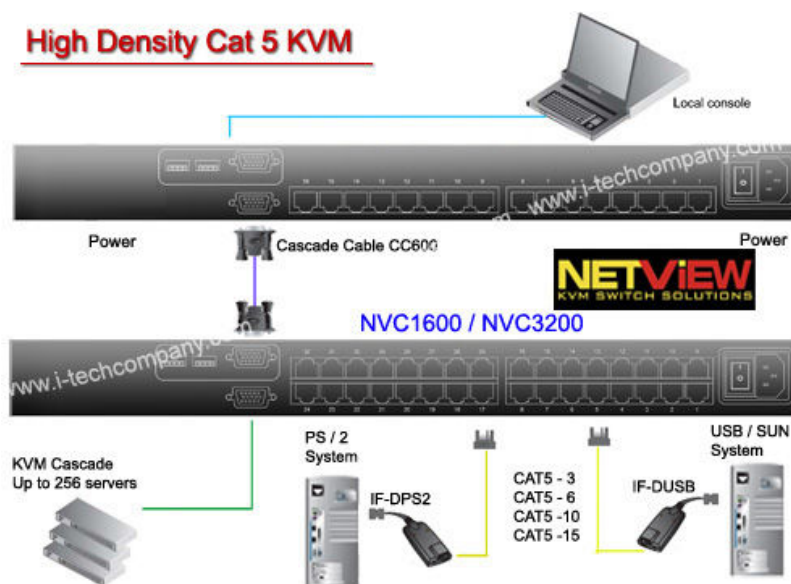 High Density Cat 5 KVM
Local console
www.i-techcompany.com
Power
Cascade Cable CC600
Power
NETViEW
KVM SWITCH SOLUTIONS
NVC1600 / NVC3200
www.i-techcompany.com
KVM Cascade
Up to 256 servers
PS / 2
System
IF-DPS2
CAT5 - 3
CAT5 - 6
CAT5 -10
CAT5 -15
IF-DUSB
USB / SUN
System